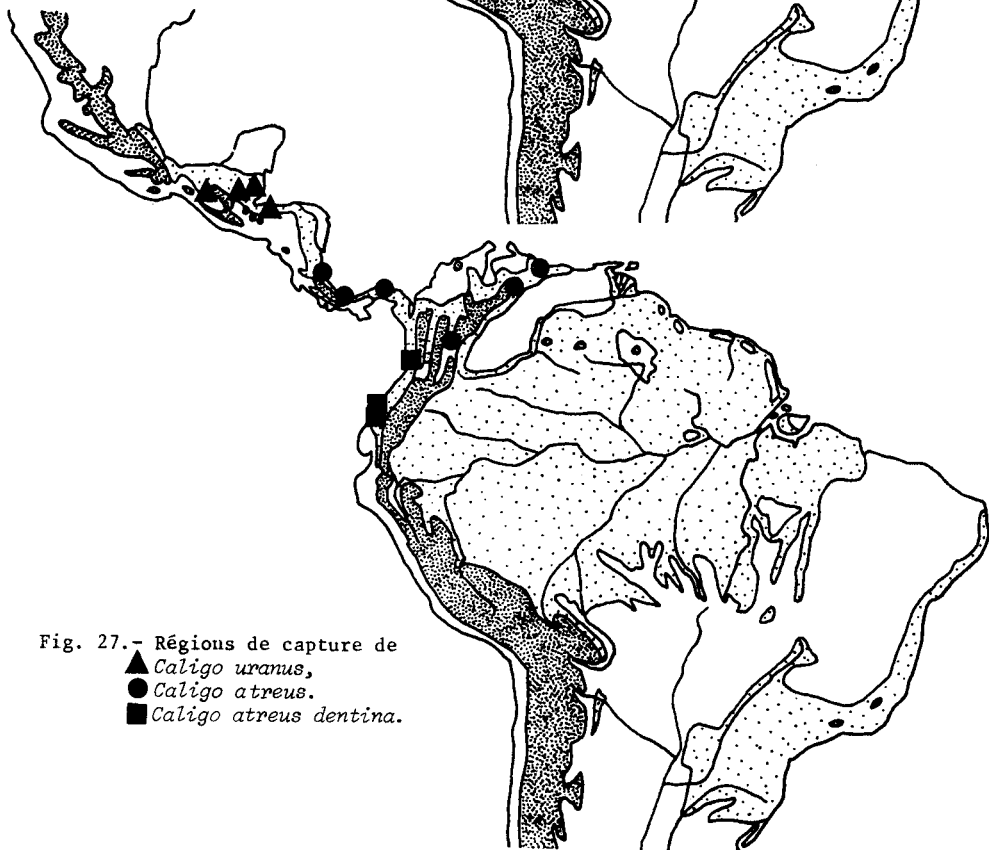 Fig. 27.- Régions de capture de
▲ Caligo uranus,
● Caligo atreus.
■ Caligo atreus dentina.